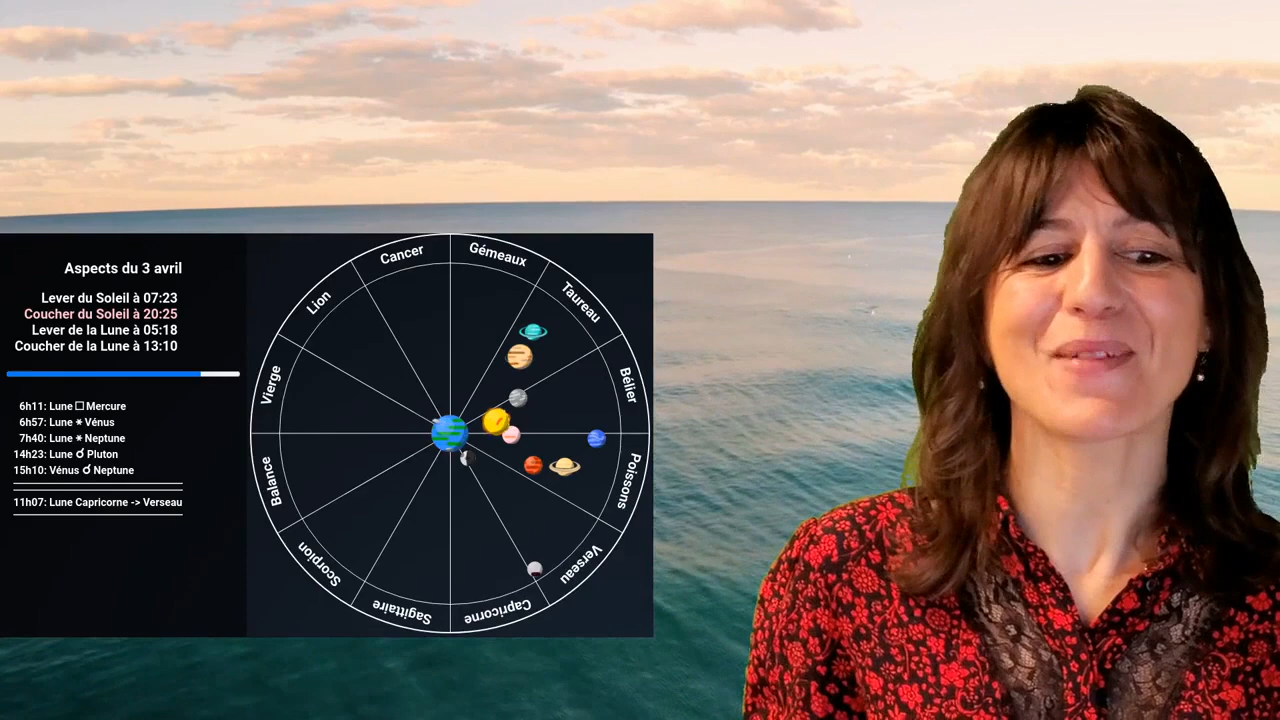 Aspects du 3 avril
Lever du Soleil à 07:23
Coucher du Soleil à 20:25
Lever de la Lune à 05:18
Coucher de la Lune à 13:10
6h11: Lune □ Mercure
6h57: Lune ⚹ Vénus
7h40: Lune ⚹ Neptune
14h23: Lune ☌ Pluton
15h10: Vénus ☌ Neptune
11h07: Lune Capricorne -> Verseau
Cancer
Gémeaux
Taureau
Bélier
Poissons
Verseau
Capricorne
Sagittaire
Scorpion
Balance
Vierge
Lion